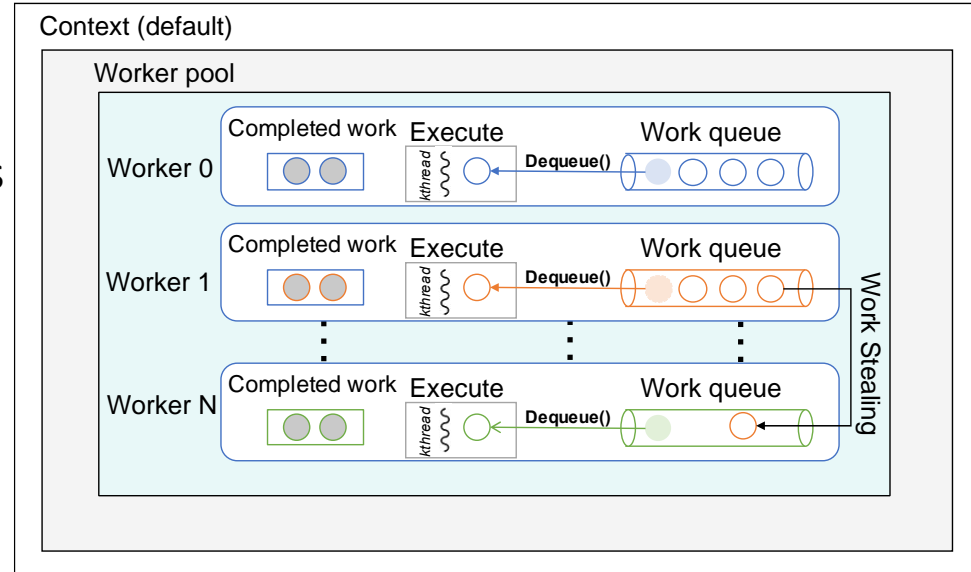 Context (default)
Worker pool
Completed work Execute Work queue
s
Worker 0 kthread Dequeue()
Completed work Execute Work queue
Worker 1 kthread Dequeue()
Work Stealing
Completed work Execute Work queue
Worker N kthread Dequeue()